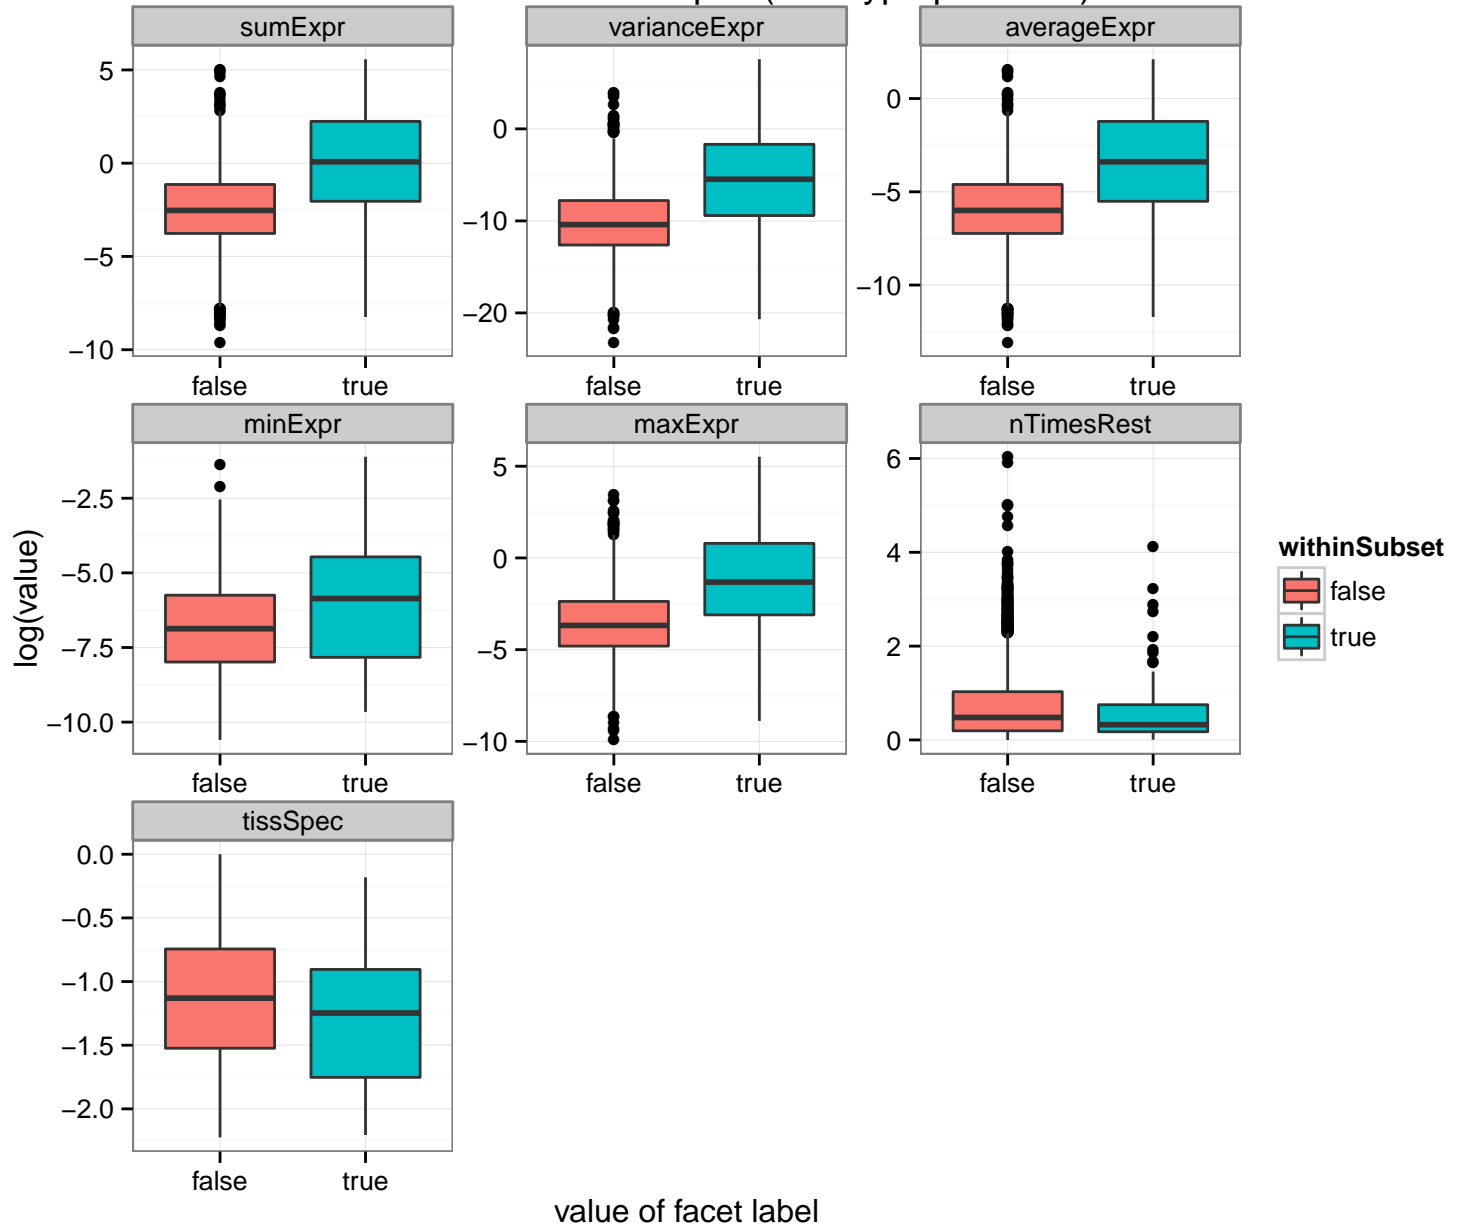 sumExpr varianceExpr averageExpr
5 0 −5 −10
0 −10 −20
0 −5 −10
false true false true false true
minExpr maxExpr nTimesRest
−2.5 −5.0 −7.5 −10.0
5 0 −5 −10
6 4 2 0
false true false true false true
tissSpec
0.0 −0.5 −1.0 −1.5 −2.0
false true
log(value)
value of facet label
withinSubset
false
true